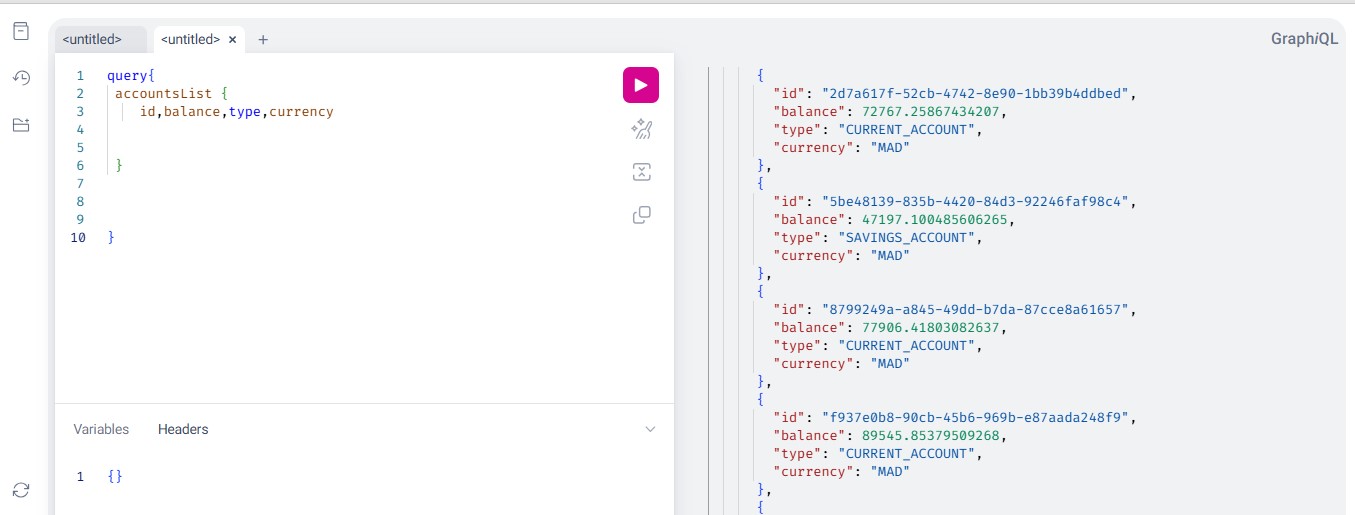 <untitled>
<untitled> ×
+
GraphiQL
1 query{
2 accountsList {
3 id,balance,type,currency
4
5
6 }
7
8
9
10 }
Variables Headers
1 {}
{
"id": "2d7a617f-52cb-4742-8e90-1bb39b4ddbed",
"balance": 72767.25867434207,
"type": "CURRENT_ACCOUNT",
"currency": "MAD"
},
{
"id": "5be48139-835b-4420-84d3-92246faf98c4",
"balance": 47197.100485606265,
"type": "SAVINGS_ACCOUNT",
"currency": "MAD"
},
{
"id": "8799249a-a845-49dd-b7da-87cce8a61657",
"balance": 77906.41803082637,
"type": "CURRENT_ACCOUNT",
"currency": "MAD"
},
{
"id": "f937e0b8-90cb-45b6-969b-e87aada248f9",
"balance": 89545.85379509268,
"type": "CURRENT_ACCOUNT",
"currency": "MAD"
},
{